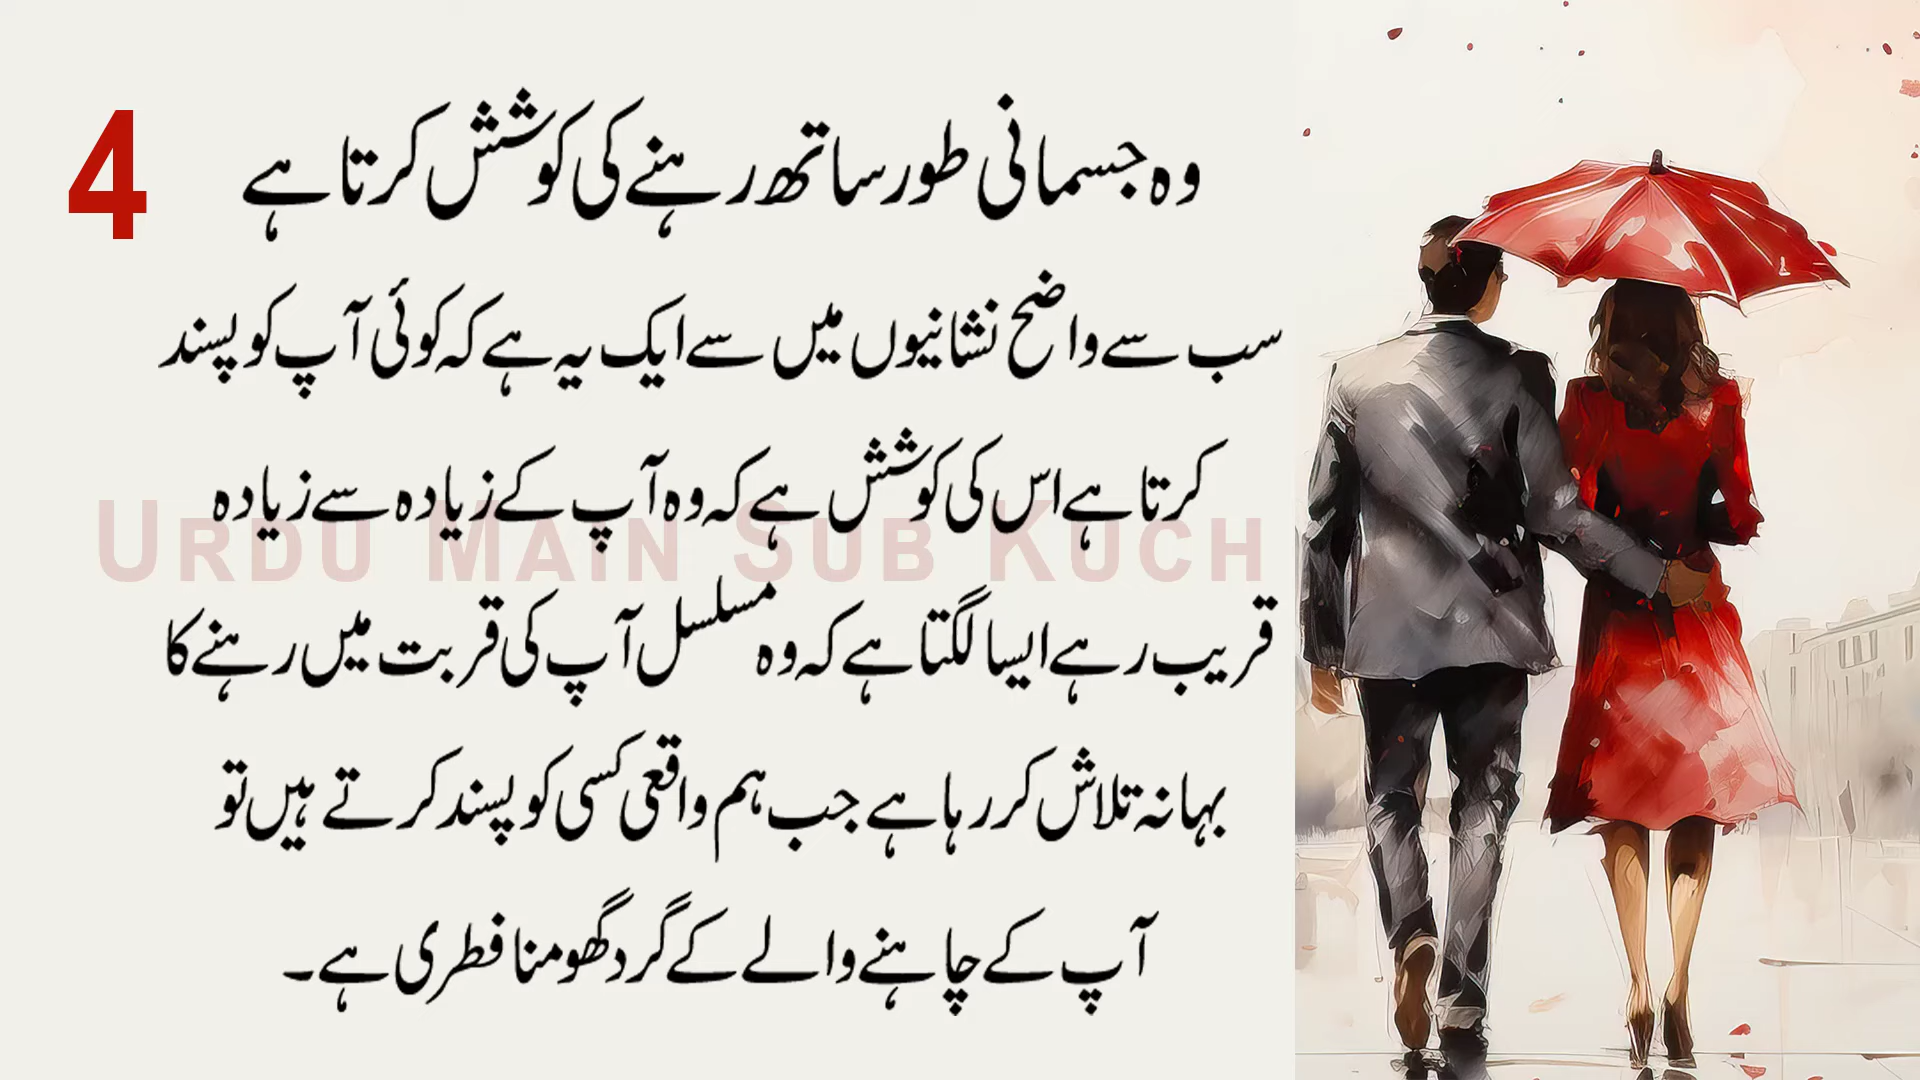 4
وہ جسمانی طور ساتھ رہنے کی کوشش کرتا ہے
سب سے واضح نشانیوں میں سے ایک یہ ہے کہ کوئی آپ کو پسند
کرتا ہے اس کی کوشش ہے کہ وہ آپ کے زیادہ سے زیادہ
URDU MAIN SUB KUCH
قریب رہے ایسا لگتا ہے کہ وہ مسلسل آپ کی قربت میں رہنے کا
بہانہ تلاش کر رہا ہے جب ہم واقعی کسی کو پسند کرتے ہیں تو
آپ کے چاہنے والے کے گرد گھومنا فطری ہے۔